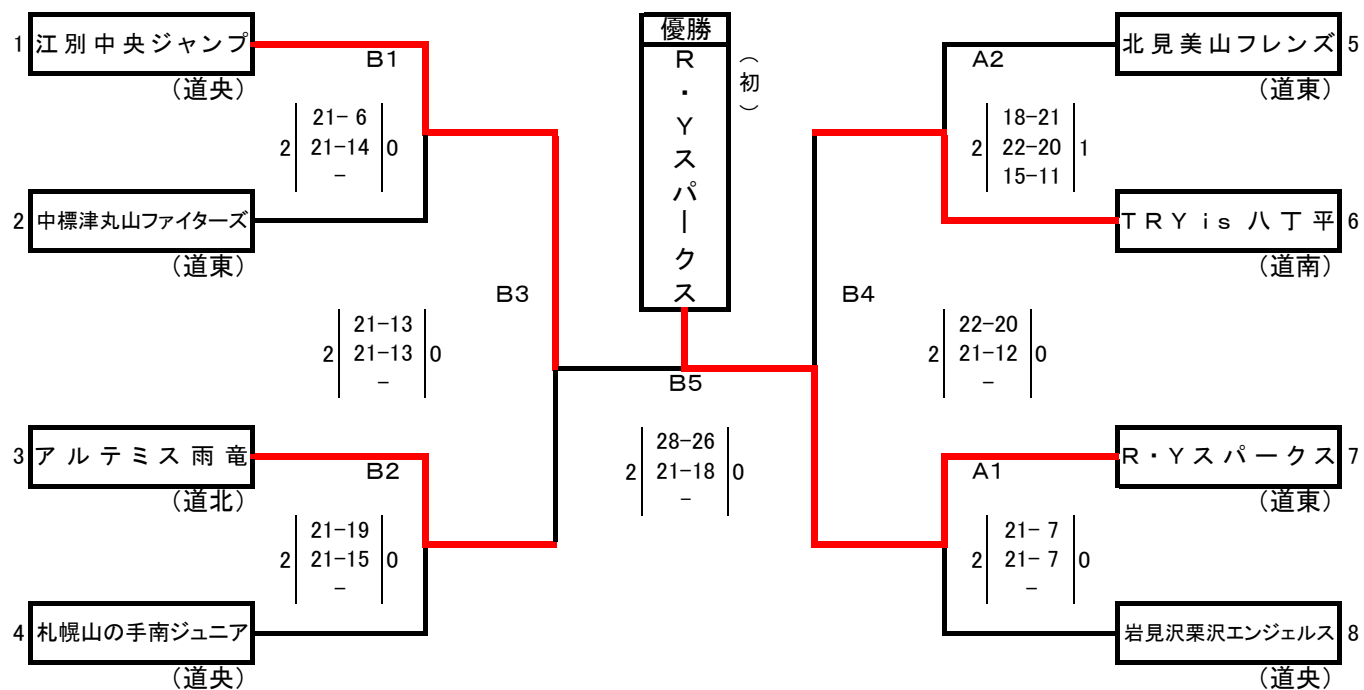 優勝
R・Yスパークス
（初）
1 江別中央ジャンプ
（道央）
B1
21- 6
2 21-14 0
-
2 中標津丸山ファイターズ
（道東）
B3
21-13
2 21-13 0
-
3 アルテミス雨竜
（道北）
B2
21-19
2 21-15 0
-
4 札幌山の手南ジュニア
（道央）
B5
28-26
2 21-18 0
-
北見美山フレンズ 5
（道東）
A2
18-21
2 22-20 1
15-11
TRYis八丁平 6
（道南）
B4
22-20
2 21-12 0
-
R・Yスパークス 7
（道東）
A1
21- 7
2 21- 7 0
-
岩見沢栗沢エンジェルス 8
（道央）